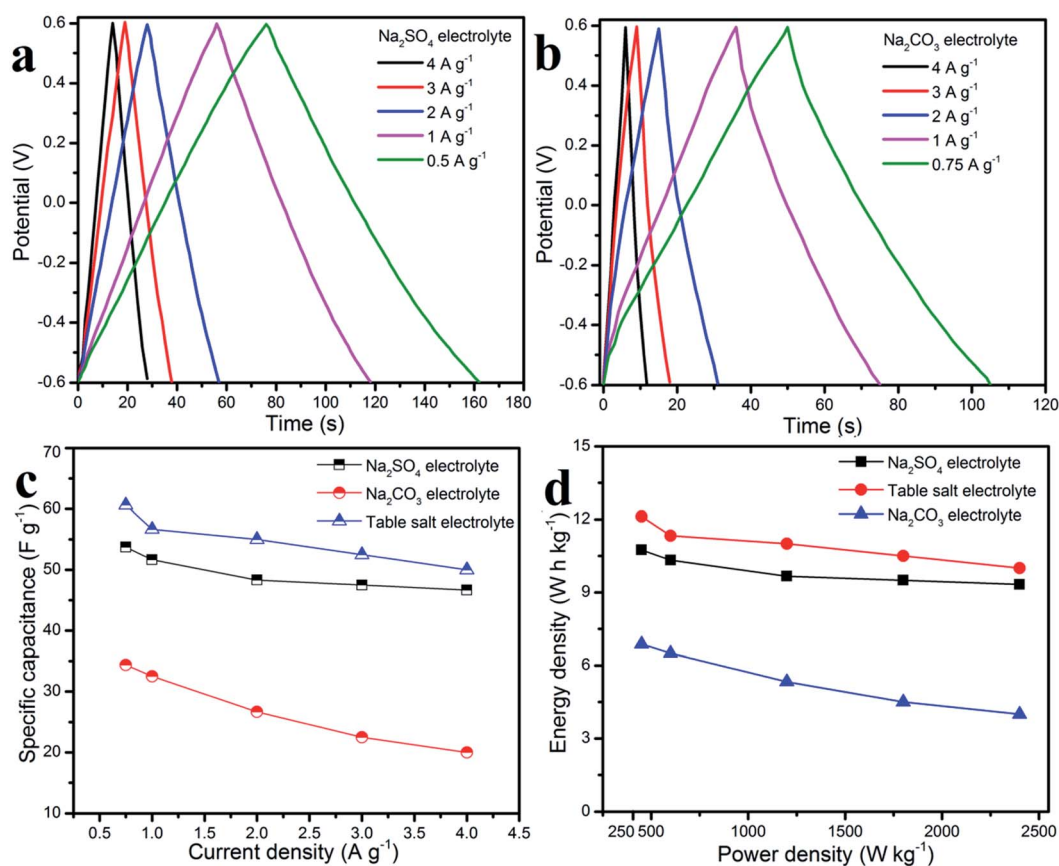 a
Na₂SO₄ electrolyte
4 A g⁻¹
3 A g⁻¹
2 A g⁻¹
1 A g⁻¹
0.5 A g⁻¹
Potential (V)
0.6
0.4
0.2
0.0
-0.2
-0.4
-0.6
0 20 40 60 80 100 120 140 160 180
Time (s)
b
Na₂CO₃ electrolyte
4 A g⁻¹
3 A g⁻¹
2 A g⁻¹
1 A g⁻¹
0.75 A g⁻¹
Potential (V)
0.6
0.4
0.2
0.0
-0.2
-0.4
-0.6
0 20 40 60 80 100 120
Time (s)
c
Na₂SO₄ electrolyte
Na₂CO₃ electrolyte
Table salt electrolyte
Specific capacitance (F g⁻¹)
70
60
50
40
30
20
10
0.5 1.0 1.5 2.0 2.5 3.0 3.5 4.0 4.5
Current density (A g⁻¹)
d
Na₂SO₄ electrolyte
Table salt electrolyte
Na₂CO₃ electrolyte
Energy density (W h kg⁻¹)
15
12
9
6
3
0
250 500 1000 1500 2000 2500
Power density (W kg⁻¹)